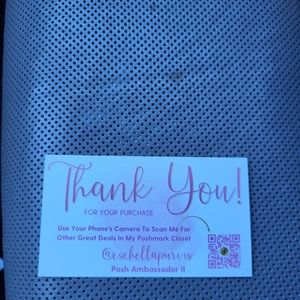 Thank You!
FOR YOUR PURCHASE
Use Your Phone's Camera To Scan Me For
Other Great Deals In My Poshmark Closet
@eschellapurvis
Posh Ambassador II